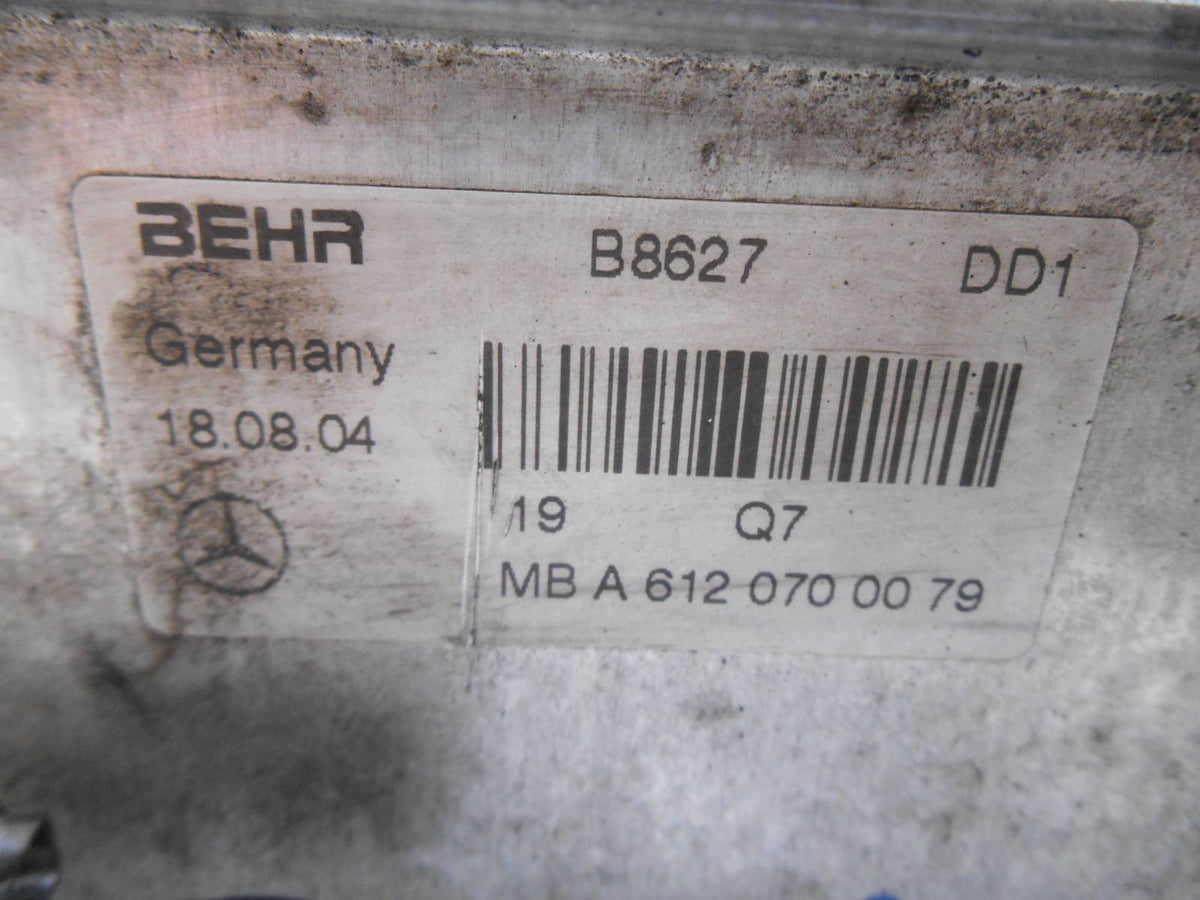 BEHR B8627 DD1
Germany
18.08.04
19 Q7
MB A 612 070 00 79